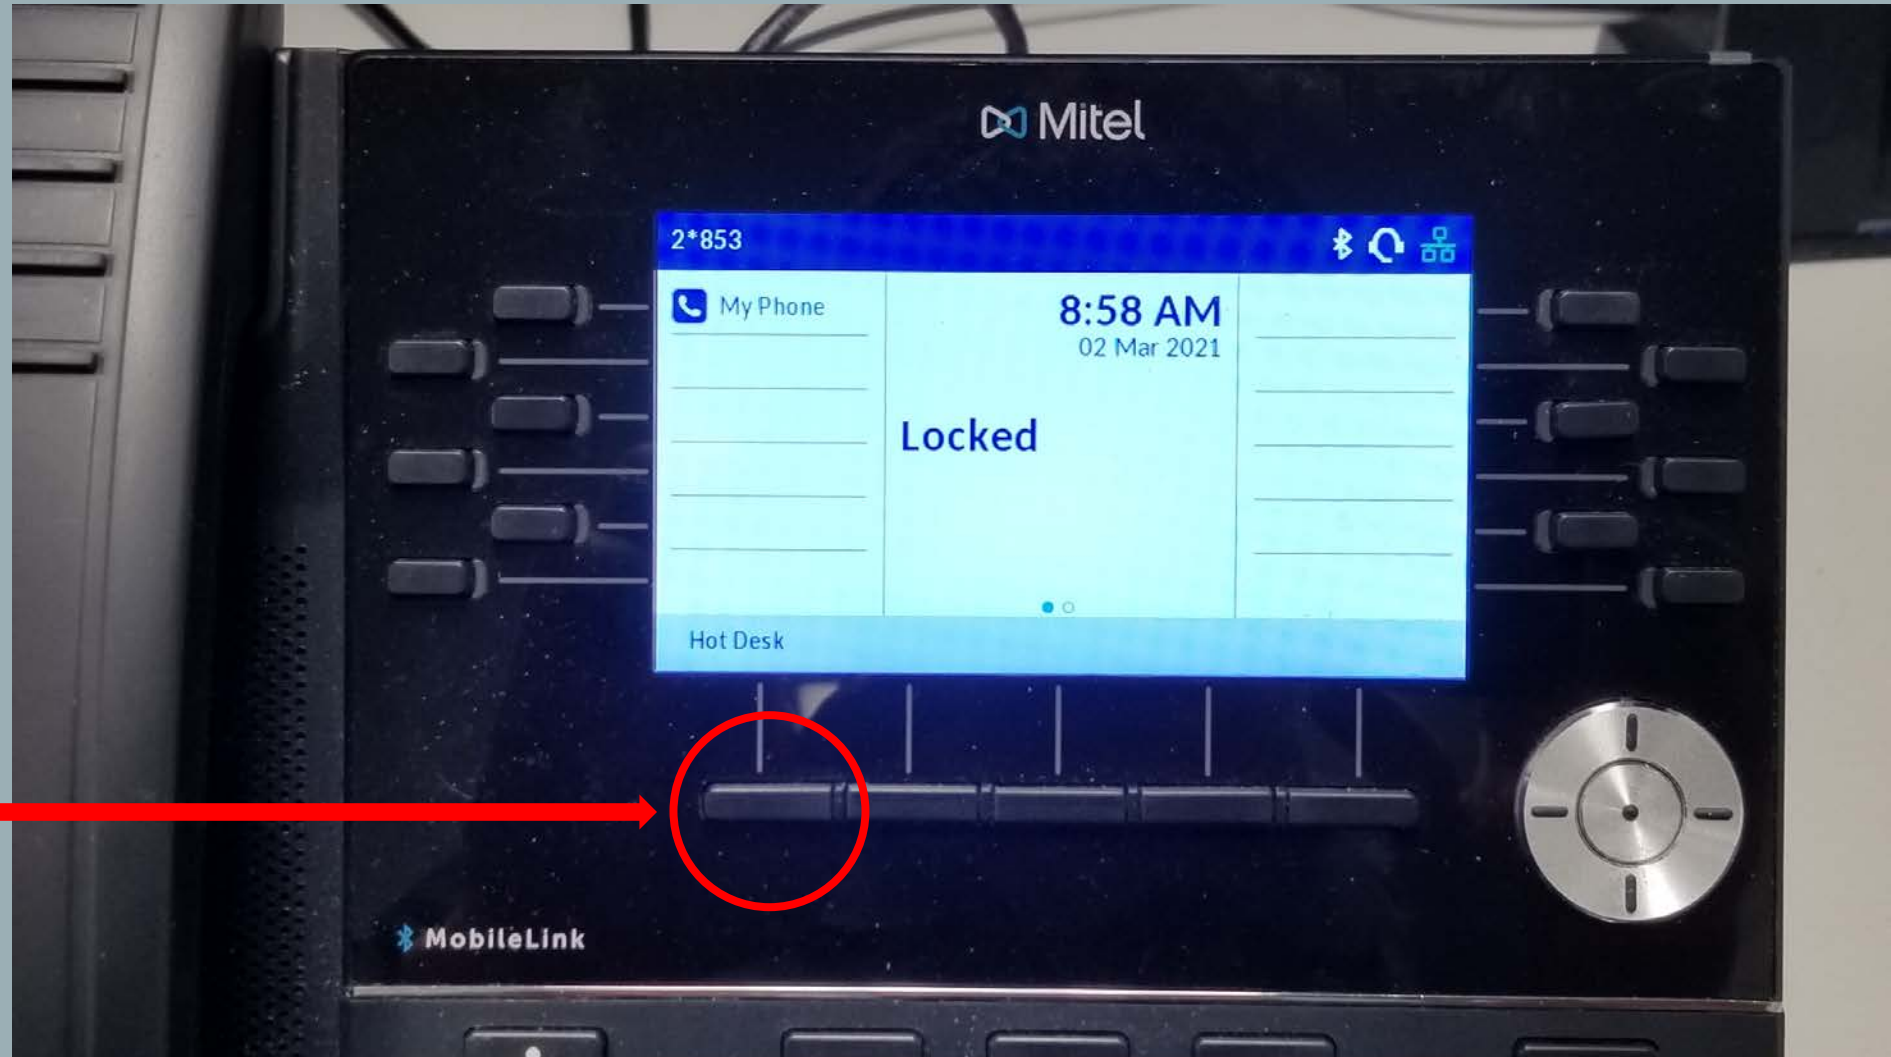 Mitel
2*853
My Phone
8:58 AM
02 Mar 2021
Locked
Hot Desk
MobileLink